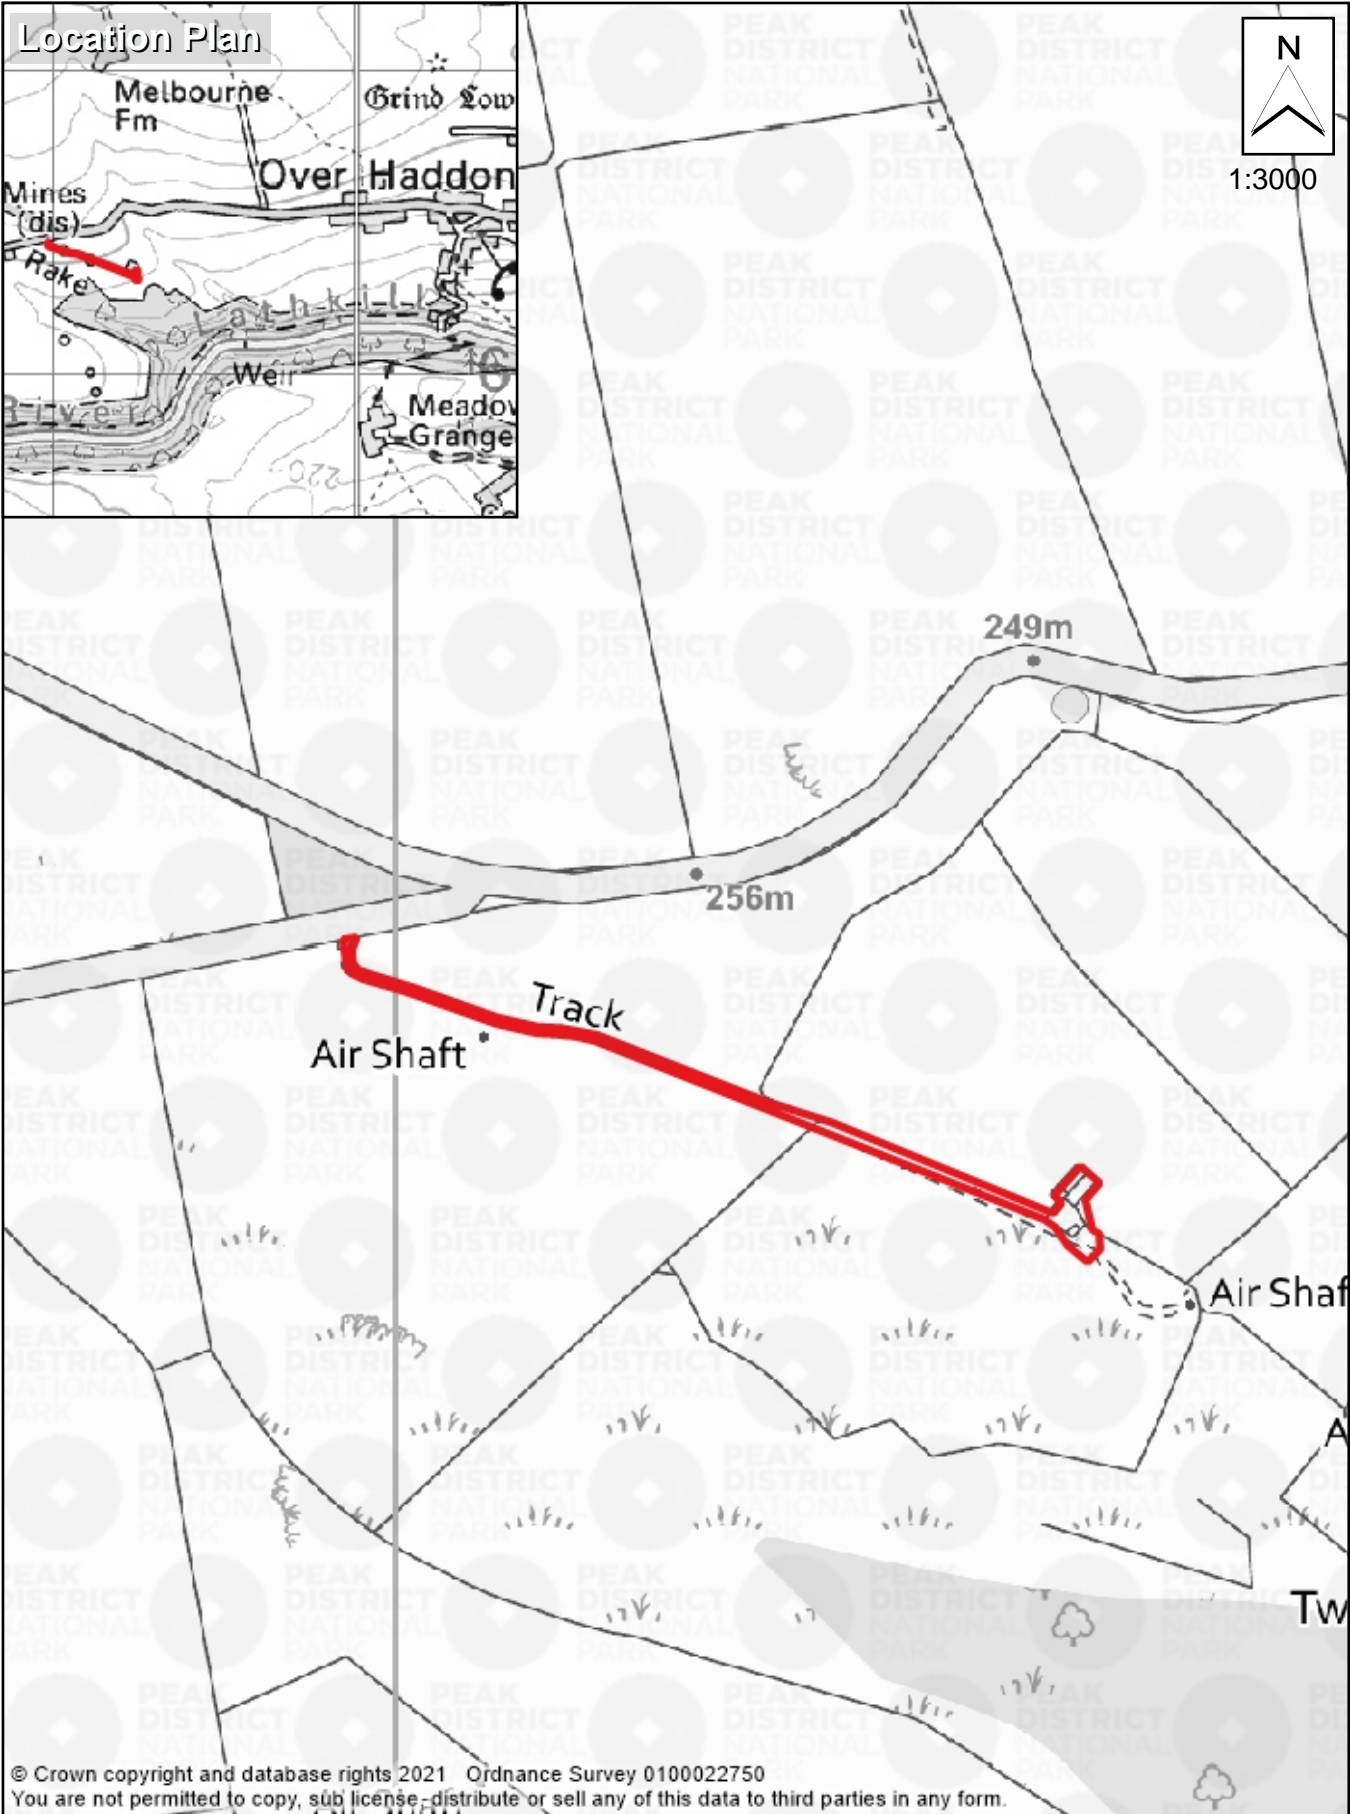 Location Plan
Melbourne
Fm
Grind Low
Over Haddon
Mines
(dis)
Rake
Lathkill
Weir
River
Meadow
Grange
220
N
1:3000
249m
256m
Track
Air Shaft
Air Shaf
A
Tw
PEAK
DISTRICT
NATIONAL
PARK
© Crown copyright and database rights 2021 Ordnance Survey 0100022750
You are not permitted to copy, sub license, distribute or sell any of this data to third parties in any form.